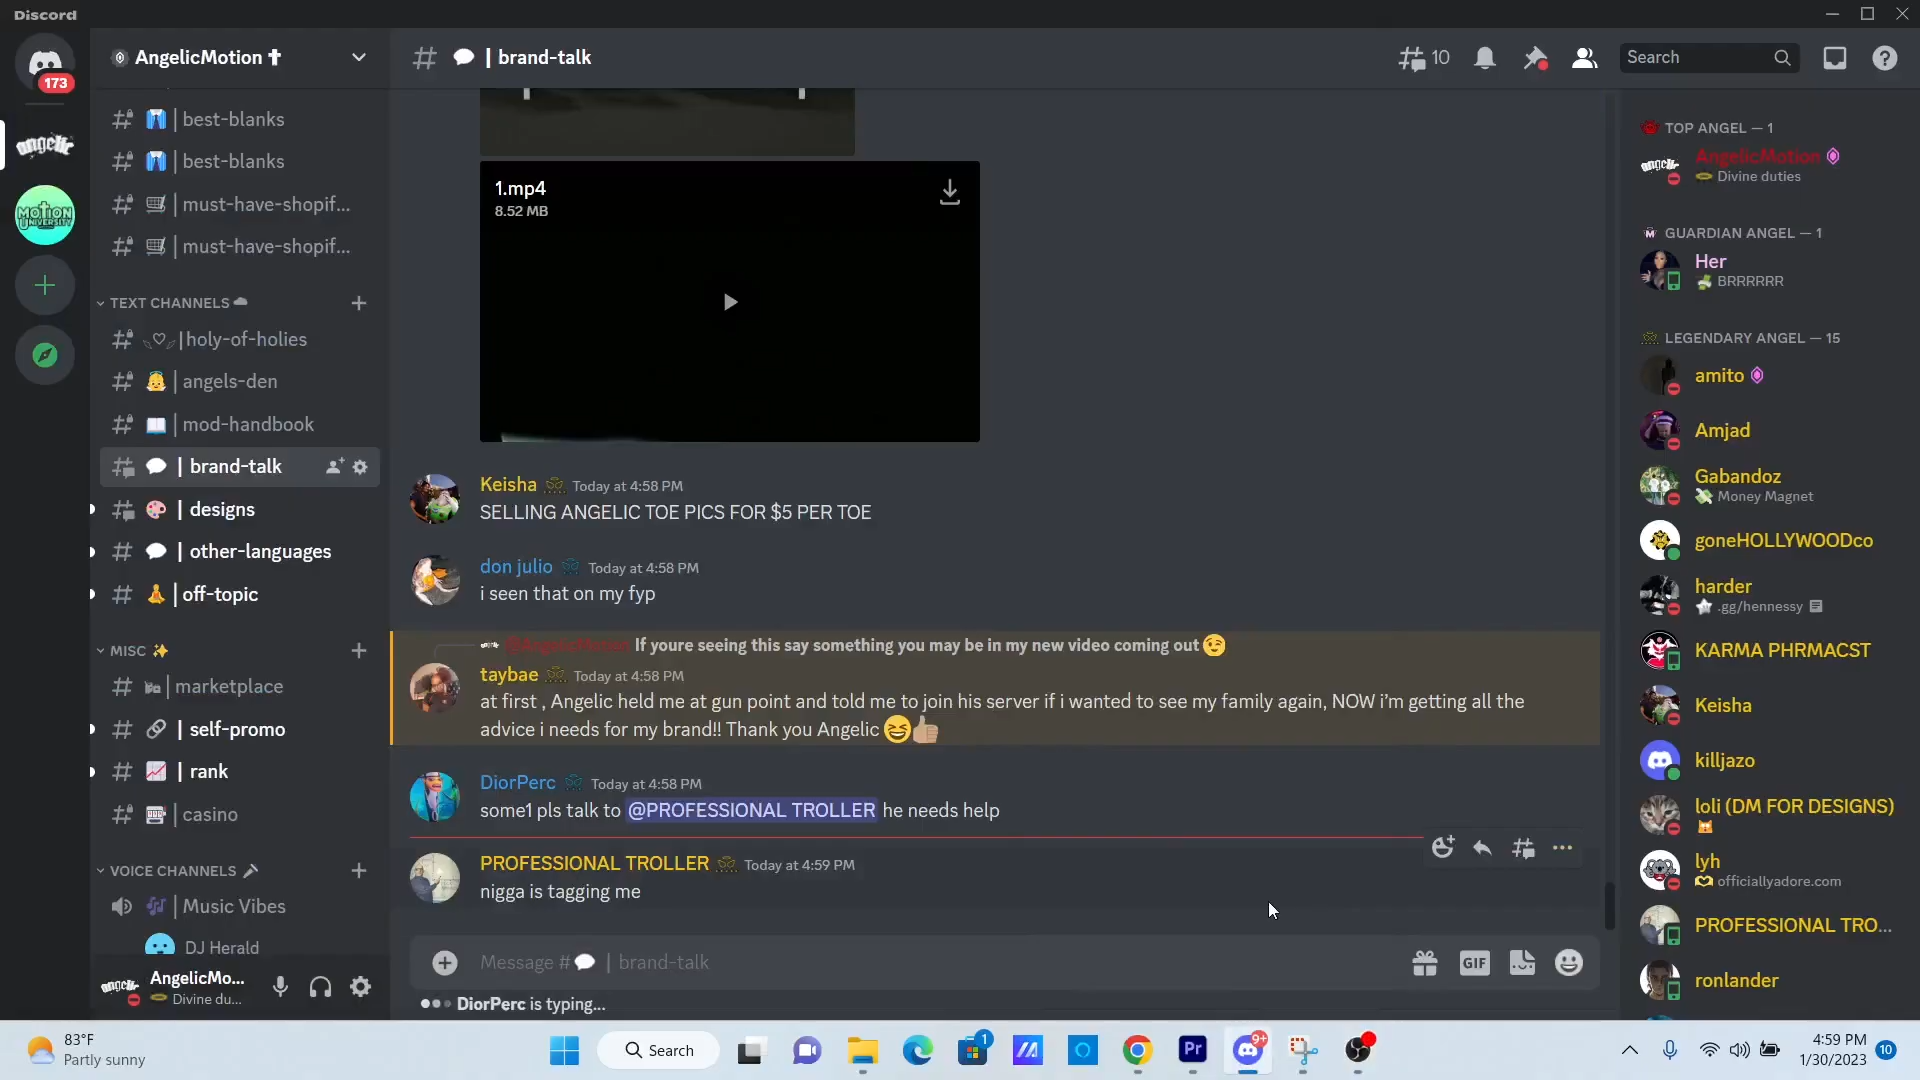 Discord
173
angelic
MOTION
UNIVERSITY
AngelicMotion ✝
best-blanks
best-blanks
must-have-shopif...
must-have-shopif...
TEXT CHANNELS
|holy-of-holies
| angels-den
| mod-handbook
| brand-talk
| designs
| other-languages
| off-topic
MISC ✨
| marketplace
| self-promo
| rank
| casino
VOICE CHANNELS
| Music Vibes
DJ Herald
AngelicMo...
Divine du...
# 💬 | brand-talk
10
Search
1.mp4
8.52 MB
Keisha Today at 4:58 PM
SELLING ANGELIC TOE PICS FOR $5 PER TOE
don julio Today at 4:58 PM
i seen that on my fyp
@AngelicMotion If youre seeing this say something you may be in my new video coming out 😉
taybae Today at 4:58 PM
at first , Angelic held me at gun point and told me to join his server if i wanted to see my family again, NOW i'm getting all the
advice i needs for my brand!! Thank you Angelic 😆👍
DiorPerc Today at 4:58 PM
some1 pls talk to @PROFESSIONAL TROLLER he needs help
PROFESSIONAL TROLLER Today at 4:59 PM
nigga is tagging me
Message # 💬 | brand-talk
GIF
DiorPerc is typing...
TOP ANGEL — 1
AngelicMotion
Divine duties
GUARDIAN ANGEL — 1
Her
BRRRRRR
LEGENDARY ANGEL — 15
amito
Amjad
Gabandoz
Money Magnet
goneHOLLYWOODco
harder
.gg/hennessy
KARMA PHRMACST
Keisha
killjazo
loli (DM FOR DESIGNS)
lyh
officiallyadore.com
PROFESSIONAL TRO...
ronlander
83°F
Partly sunny
Search
1
Pr
9+
4:59 PM
1/30/2023
10